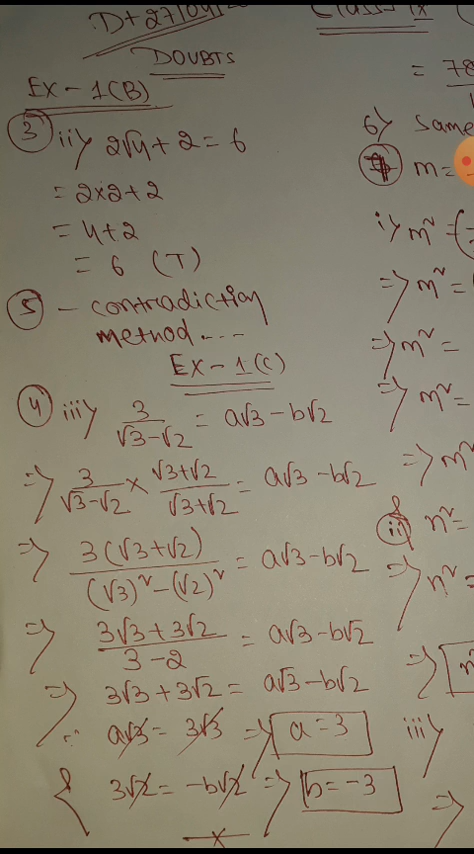 DOUBTS
Ex-1(B)
③ ii) 2√4 + 2 = 6
= 2×2+2
= 4+2
= 6 (T)
⑤ - contradiction
method...
Ex-1(C)
④ iii) 3/(√3-√2) = a√3 - b√2
=> 3/(√3-√2) × (√3+√2)/(√3+√2) = a√3 - b√2
=> 3(√3+√2)/((√3)²-(√2)²) = a√3 - b√2
=> (3√3+3√2)/(3-2) = a√3 - b√2
=> 3√3 + 3√2 = a√3 - b√2
∴ a√3 = 3√3 => a = 3
& 3√2 = -b√2 => b = -3
= 78
6) Same
m =
i) m² = (
=> m² =
=> m² =
=> m² =
=> m²
& ii) n² =
=> n² =
=>
iii)
=>